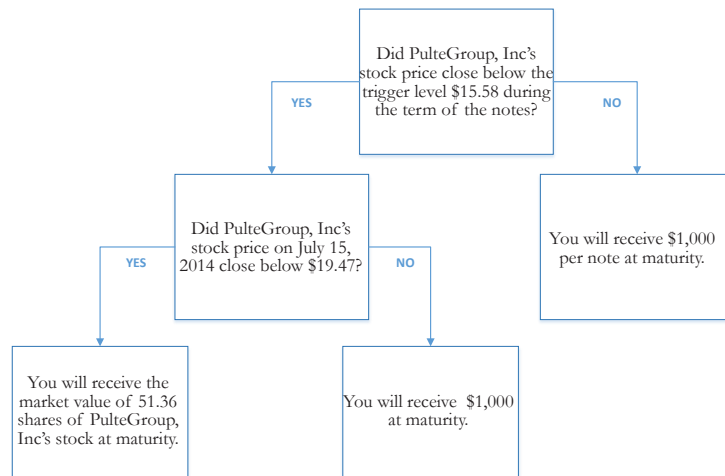 Did PulteGroup, Inc's
stock price close below the
trigger level $15.58 during
the term of the notes?
YES
NO
Did PulteGroup, Inc's
stock price on July 15,
2014 close below $19.47?
You will receive $1,000
per note at maturity.
YES
NO
You will receive the
market value of 51.36
shares of PulteGroup,
Inc's stock at maturity.
You will receive $1,000
at maturity.